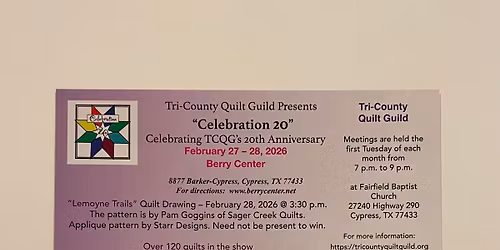 Tri-County Quilt Guild Presents
"Celebration 20"
Celebrating TCQG's 20th Anniversary
February 27 – 28, 2026
Berry Center
8877 Barker-Cypress, Cypress, TX 77433
For directions: www.berrycenter.net
"Lemoyne Trails" Quilt Drawing – February 28, 2026 @ 3:30 p.m.
The pattern is by Pam Goggins of Sager Creek Quilts.
Applique pattern by Starr Designs. Need not be present to win.
Over 120 quilts in the show
Celebration
20
Tri-County
Quilt Guild
Meetings are held the
first Tuesday of each
month from
7 p.m. to 9 p.m.
at Fairfield Baptist
Church
27240 Highway 290
Cypress, TX 77433
For more information:
https://tricountyquiltguild.org